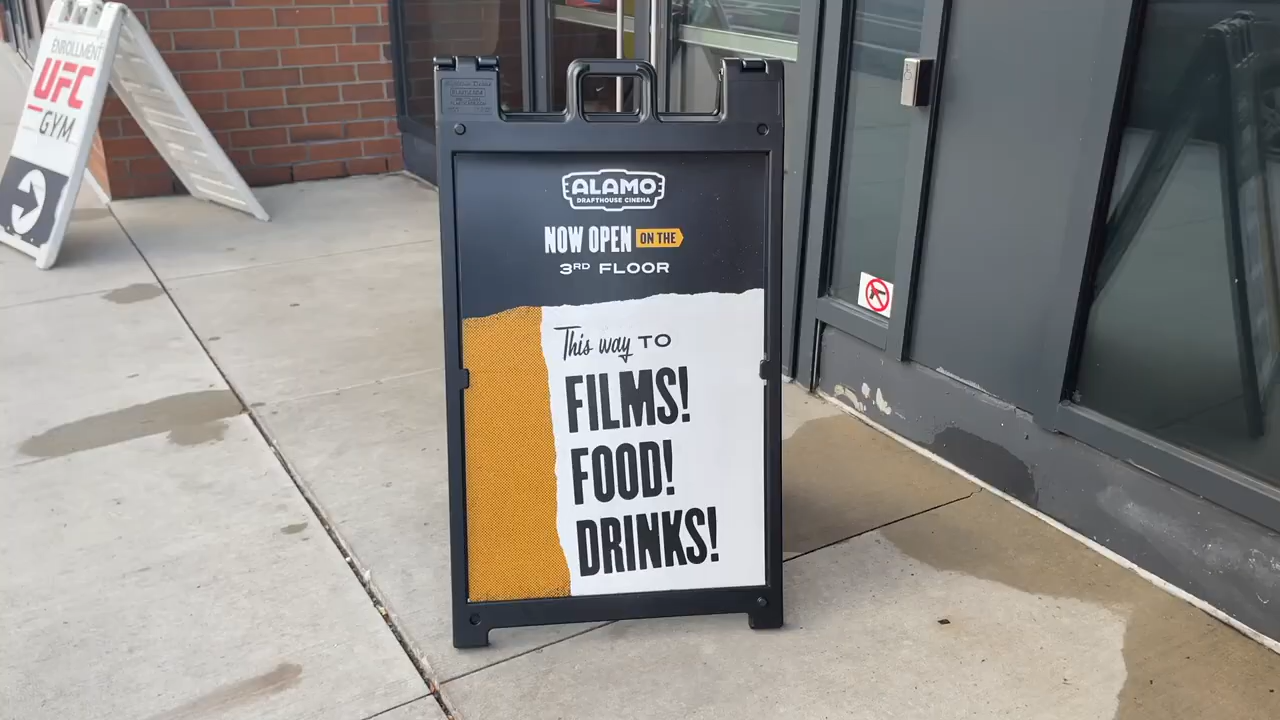 ENROLLMENT
UFC
GYM
ALAMO
DRAFTHOUSE CINEMA
NOW OPEN ON THE
3RD FLOOR
This way TO
FILMS!
FOOD!
DRINKS!